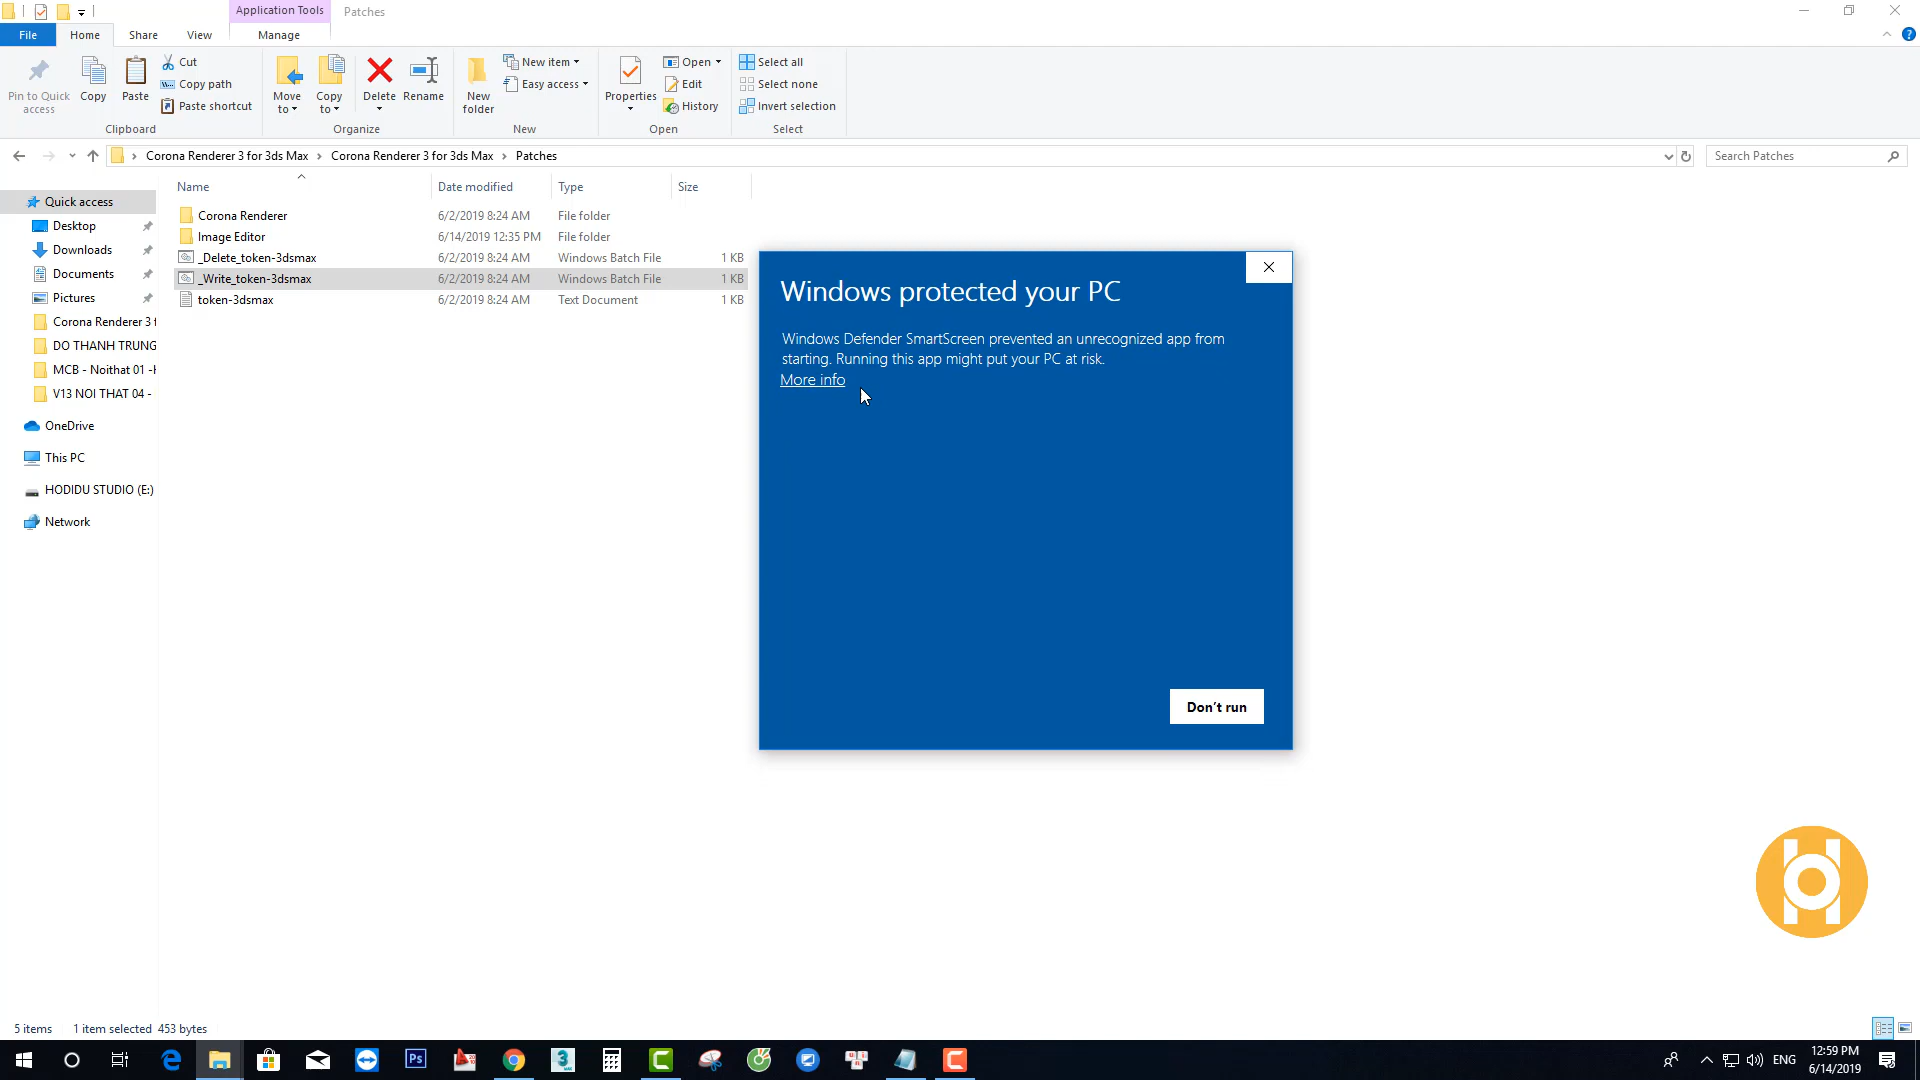 Application Tools
Patches
File
Home
Share
View
Manage
Pin to Quick
access
Copy
Paste
Cut
Copy path
Paste shortcut
Clipboard
Move
to
Copy
to
Delete
Rename
Organize
New
folder
New item
Easy access
New
Properties
Open
Edit
History
Open
Select all
Select none
Invert selection
Select
Corona Renderer 3 for 3ds Max
Corona Renderer 3 for 3ds Max
Patches
Search Patches
Name
Date modified
Type
Size
Quick access
Desktop
Downloads
Documents
Pictures
Corona Renderer 3 f
DO THANH TRUNG
MCB - Noithat 01 -H
V13 NOI THAT 04 -
OneDrive
This PC
HODIDU STUDIO (E:)
Network
Corona Renderer 6/2/2019 8:24 AM File folder
Image Editor 6/14/2019 12:35 PM File folder
_Delete_token-3dsmax 6/2/2019 8:24 AM Windows Batch File 1 KB
_Write_token-3dsmax 6/2/2019 8:24 AM Windows Batch File 1 KB
token-3dsmax 6/2/2019 8:24 AM Text Document 1 KB
Windows protected your PC
Windows Defender SmartScreen prevented an unrecognized app from
starting. Running this app might put your PC at risk.
More info
Don't run
5 items 1 item selected 453 bytes
Ps
ENG
12:59 PM
6/14/2019